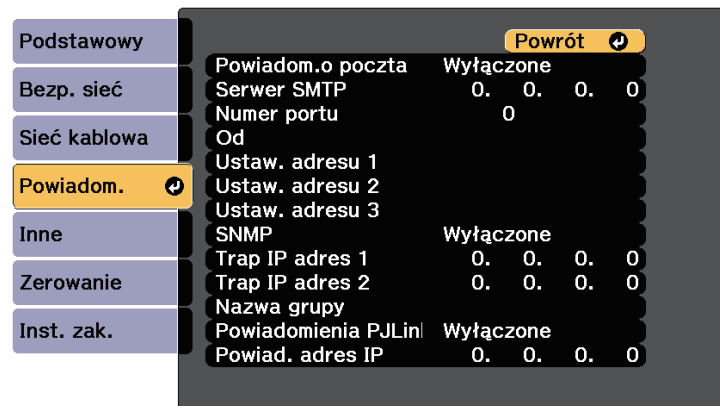 Podstawowy
Bezp. sieć
Sieć kablowa
Powiadom.
Inne
Zerowanie
Inst. zak.
Powrót
Powiadom.o poczta Wyłączone
Serwer SMTP 0. 0. 0. 0
Numer portu 0
Od
Ustaw. adresu 1
Ustaw. adresu 2
Ustaw. adresu 3
SNMP Wyłączone
Trap IP adres 1 0. 0. 0. 0
Trap IP adres 2 0. 0. 0. 0
Nazwa grupy
Powiadomienia PJLin Wyłączone
Powiad. adres IP 0. 0. 0. 0